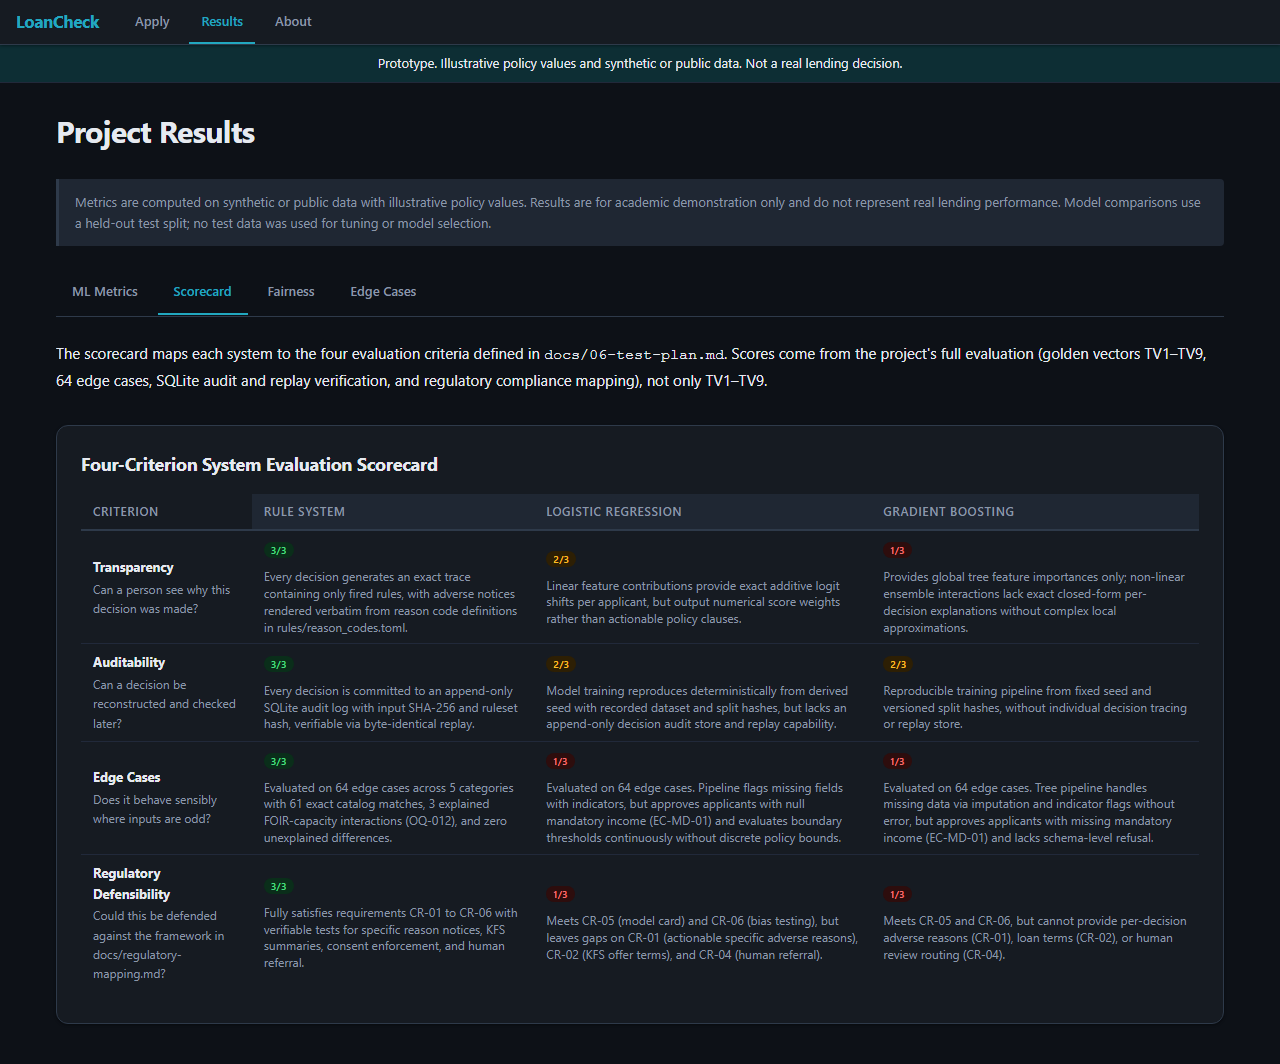 LoanCheck
Apply
Results
About
Prototype. Illustrative policy values and synthetic or public data. Not a real lending decision.
Project Results
Metrics are computed on synthetic or public data with illustrative policy values. Results are for academic demonstration only and do not represent real lending performance. Model comparisons use
a held-out test split; no test data was used for tuning or model selection.
ML Metrics
Scorecard
Fairness
Edge Cases
The scorecard maps each system to the four evaluation criteria defined in docs/06-test-plan.md. Scores come from the project's full evaluation (golden vectors TV1–TV9,
64 edge cases, SQLite audit and replay verification, and regulatory compliance mapping), not only TV1–TV9.
Four-Criterion System Evaluation Scorecard
CRITERION
RULE SYSTEM
LOGISTIC REGRESSION
GRADIENT BOOSTING
Transparency
Can a person see why this
decision was made?
3/3
Every decision generates an exact trace
containing only fired rules, with adverse notices
rendered verbatim from reason code definitions
in rules/reason_codes.toml.
2/3
Linear feature contributions provide exact additive logit
shifts per applicant, but output numerical score weights
rather than actionable policy clauses.
1/3
Provides global tree feature importances only; non-linear
ensemble interactions lack exact closed-form per-
decision explanations without complex local
approximations.
Auditability
Can a decision be
reconstructed and checked
later?
3/3
Every decision is committed to an append-only
SQLite audit log with input SHA-256 and ruleset
hash, verifiable via byte-identical replay.
2/3
Model training reproduces deterministically from derived
seed with recorded dataset and split hashes, but lacks an
append-only decision audit store and replay capability.
2/3
Reproducible training pipeline from fixed seed and
versioned split hashes, without individual decision tracing
or replay store.
Edge Cases
Does it behave sensibly
where inputs are odd?
3/3
Evaluated on 64 edge cases across 5 categories
with 61 exact catalog matches, 3 explained
FOIR-capacity interactions (OQ-012), and zero
unexplained differences.
1/3
Evaluated on 64 edge cases. Pipeline flags missing fields
with indicators, but approves applicants with null
mandatory income (EC-MD-01) and evaluates boundary
thresholds continuously without discrete policy bounds.
1/3
Evaluated on 64 edge cases. Tree pipeline handles
missing data via imputation and indicator flags without
error, but approves applicants with missing mandatory
income (EC-MD-01) and lacks schema-level refusal.
Regulatory
Defensibility
Could this be defended
against the framework in
docs/regulatory-
mapping.md?
3/3
Fully satisfies requirements CR-01 to CR-06 with
verifiable tests for specific reason notices, KFS
summaries, consent enforcement, and human
referral.
1/3
Meets CR-05 (model card) and CR-06 (bias testing), but
leaves gaps on CR-01 (actionable specific adverse reasons),
CR-02 (KFS offer terms), and CR-04 (human referral).
1/3
Meets CR-05 and CR-06, but cannot provide per-decision
adverse reasons (CR-01), loan terms (CR-02), or human
review routing (CR-04).